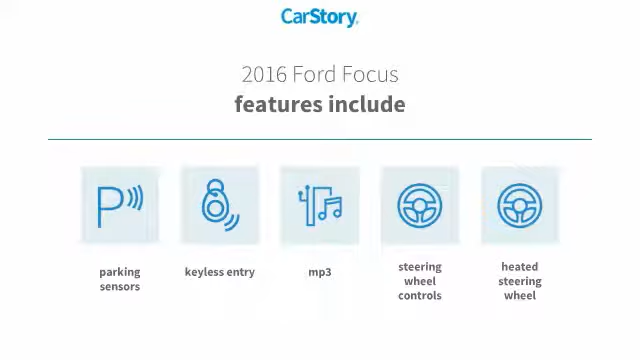 CarStory.
2016 Ford Focus
features include
parking
sensors
keyless entry
mp3
steering
wheel
controls
heated
steering
wheel